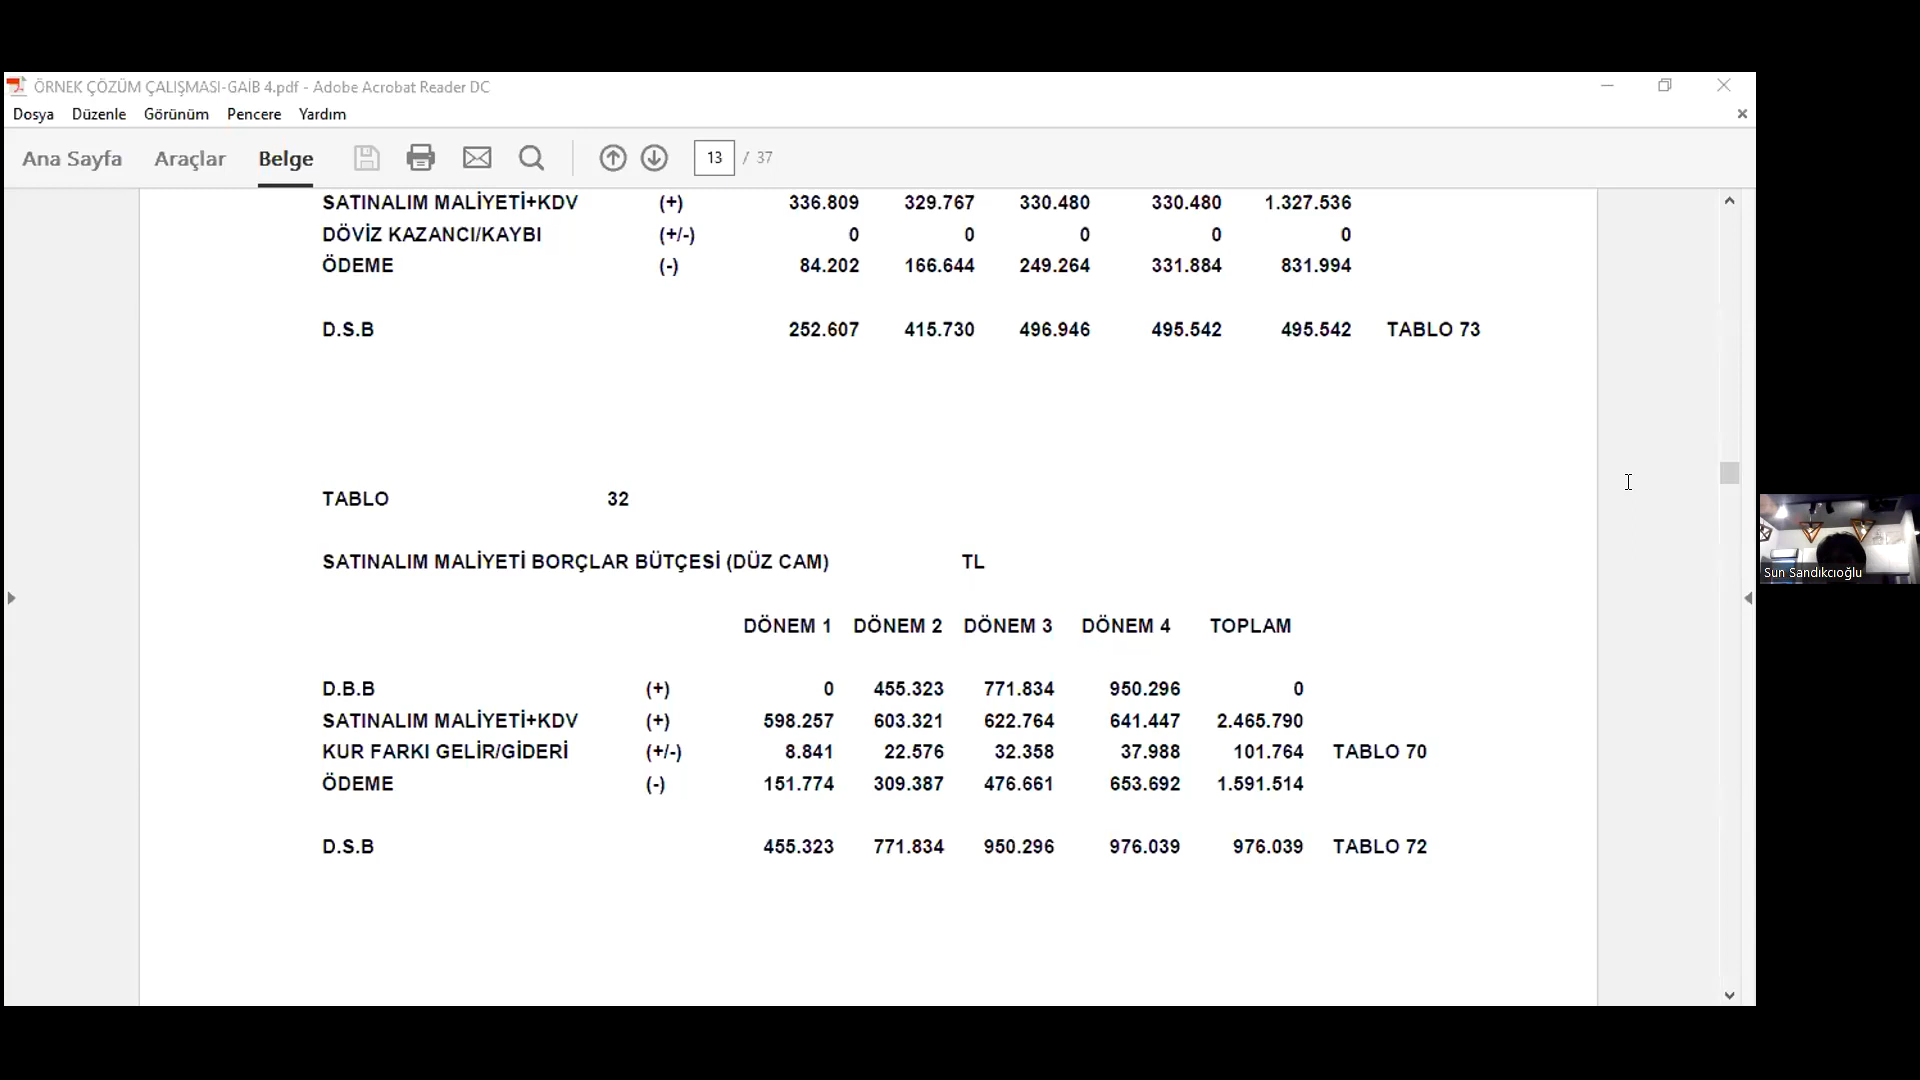 ÖRNEK ÇÖZÜM ÇALIŞMASI-GAİB 4.pdf - Adobe Acrobat Reader DC
Dosya Düzenle Görünüm Pencere Yardım
Ana Sayfa Araçlar Belge 13 / 37
SATINALIM MALİYETİ+KDV (+) 336.809 329.767 330.480 330.480 1.327.536
DÖVİZ KAZANCI/KAYBI (+/-) 0 0 0 0 0
ÖDEME (-) 84.202 166.644 249.264 331.884 831.994
D.S.B 252.607 415.730 496.946 495.542 495.542 TABLO 73
TABLO 32
SATINALIM MALİYETİ BORÇLAR BÜTÇESİ (DÜZ CAM) TL
DÖNEM 1 DÖNEM 2 DÖNEM 3 DÖNEM 4 TOPLAM
D.B.B (+) 0 455.323 771.834 950.296 0
SATINALIM MALİYETİ+KDV (+) 598.257 603.321 622.764 641.447 2.465.790
KUR FARKI GELİR/GİDERİ (+/-) 8.841 22.576 32.358 37.988 101.764 TABLO 70
ÖDEME (-) 151.774 309.387 476.661 653.692 1.591.514
D.S.B 455.323 771.834 950.296 976.039 976.039 TABLO 72
Sun Sandıkcıoğlu